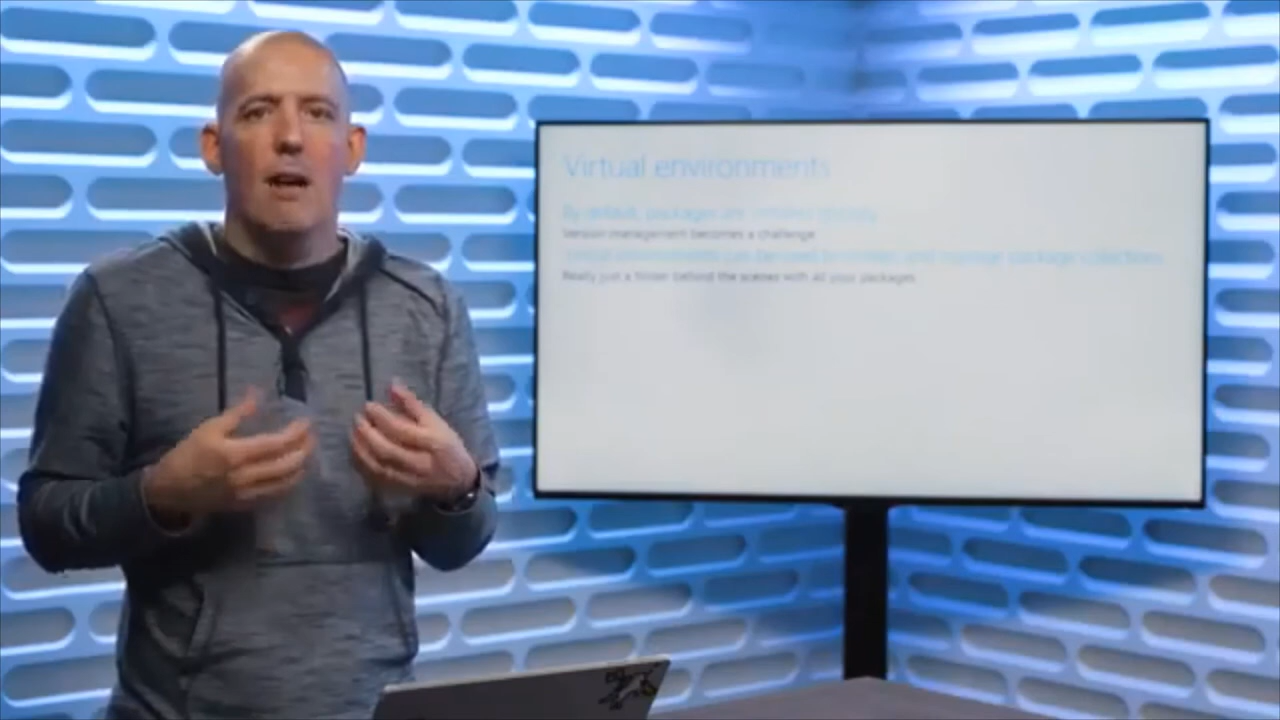 Virtual environments
By default, packages are installed globally
Version management becomes a challenge
Virtual environments can be used to contain and manage package collections
Really just a folder behind the scenes with all your packages